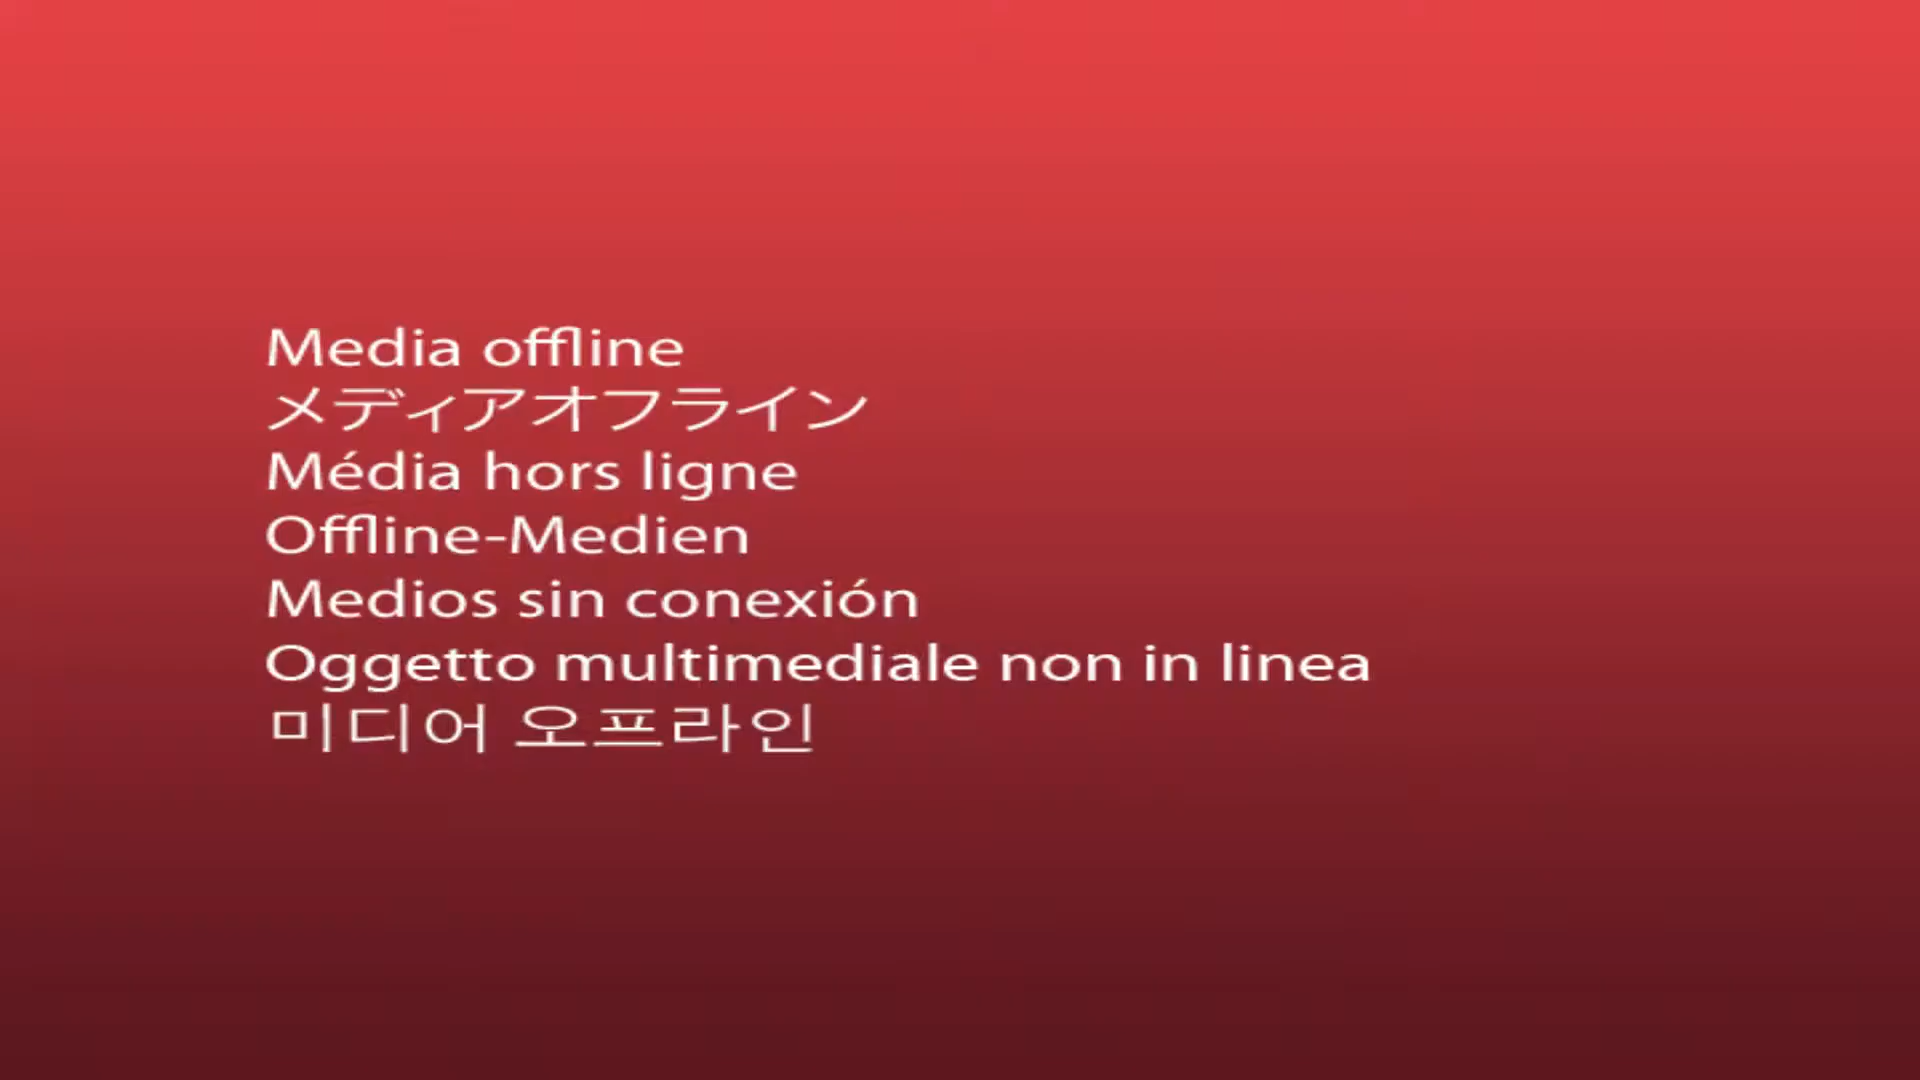 Media offline
メディアオフライン
Média hors ligne
Offline-Medien
Medios sin conexión
Oggetto multimediale non in linea
미디어 오프라인